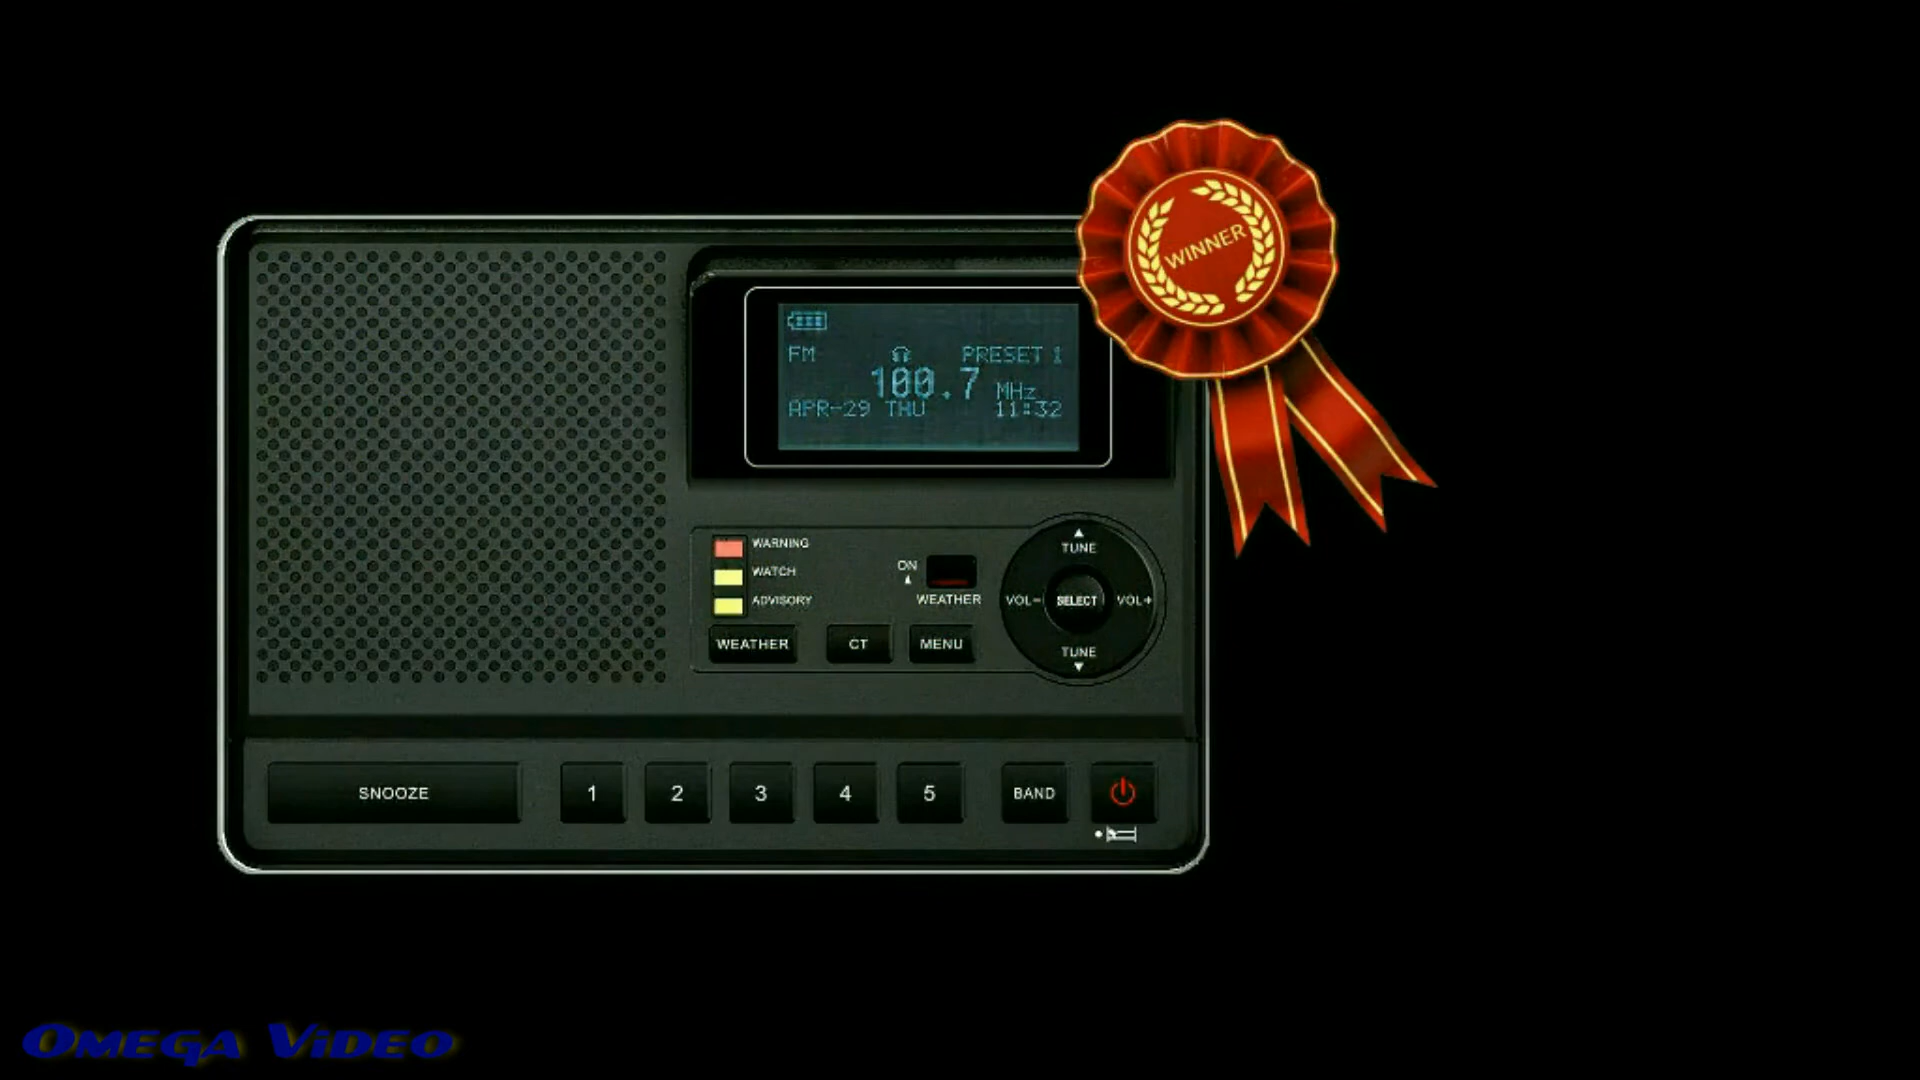 WINNER
FM PRESET 1
100.7 MHz
APR-29 THU 11:32
WARNING
WATCH
ADVISORY
ON
WEATHER
TUNE
VOL-
SELECT
VOL+
TUNE
WEATHER
CT
MENU
SNOOZE
1
2
3
4
5
BAND
Omega Video